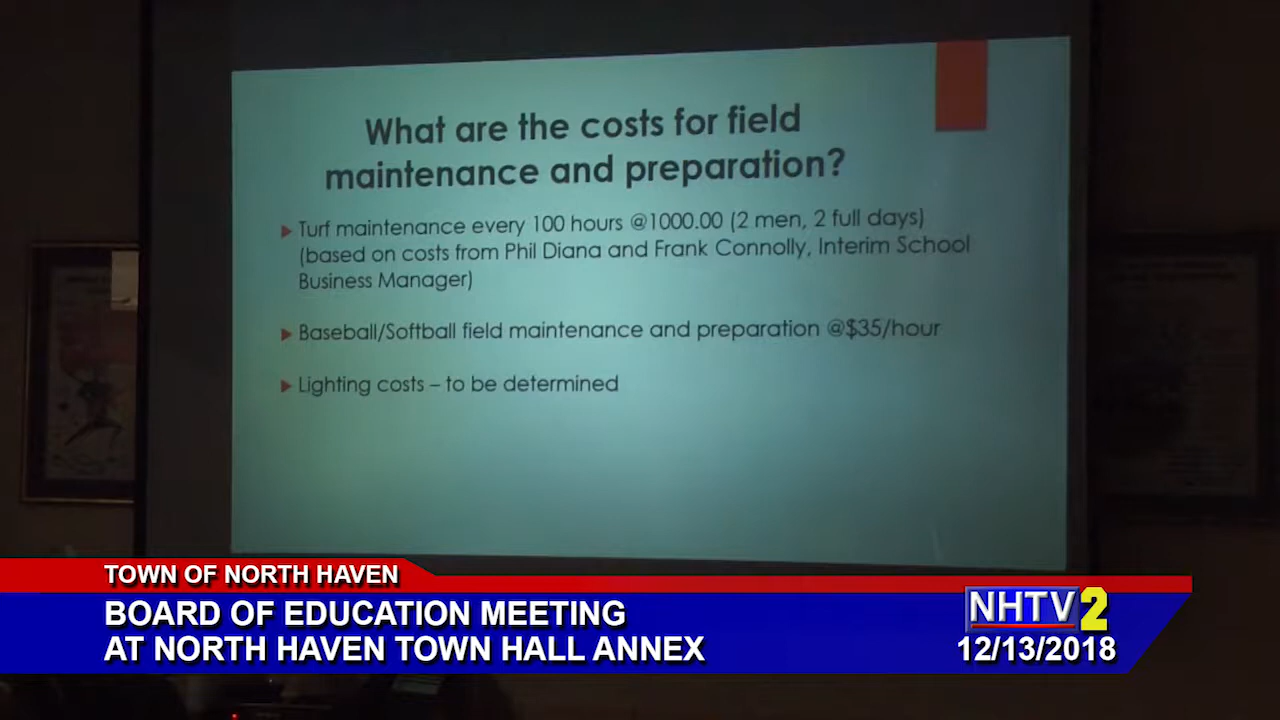 What are the costs for field
maintenance and preparation?
Turf maintenance every 100 hours @1000.00 (2 men, 2 full days)
(based on costs from Phil Diana and Frank Connolly, Interim School
Business Manager)
Baseball/Softball field maintenance and preparation @$35/hour
Lighting costs – to be determined
TOWN OF NORTH HAVEN
BOARD OF EDUCATION MEETING
AT NORTH HAVEN TOWN HALL ANNEX
NHTV2
12/13/2018